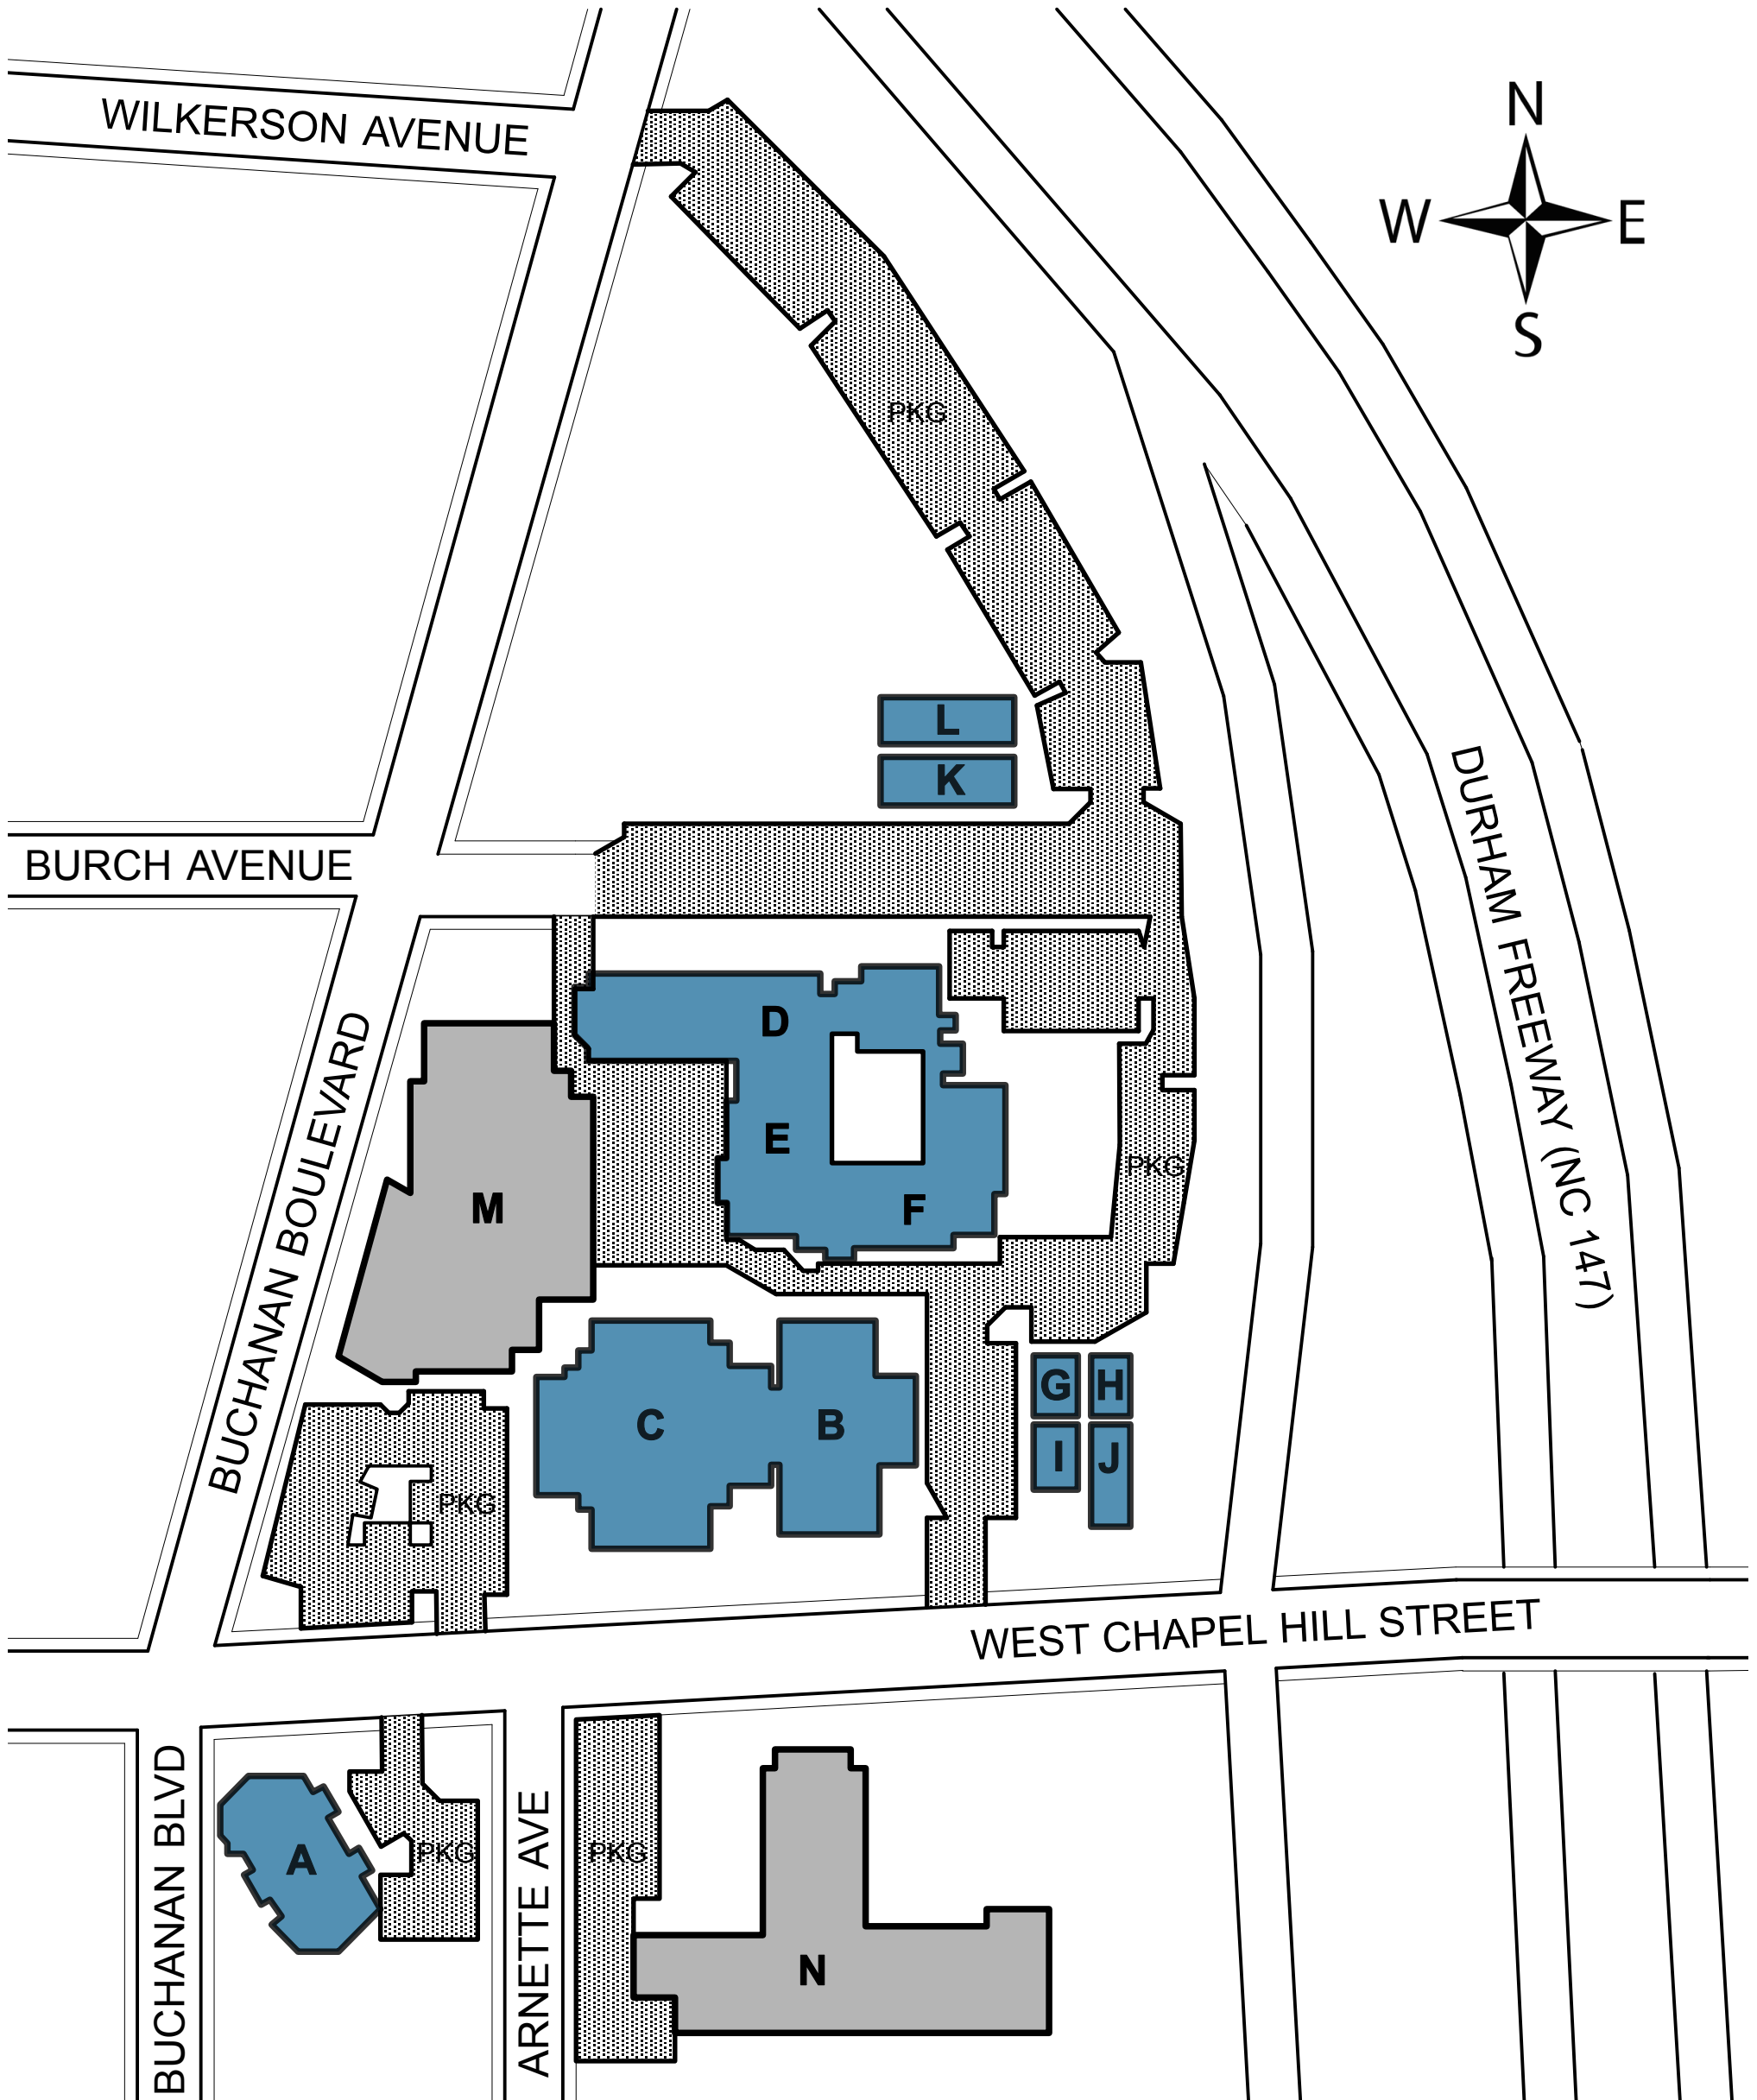 N
WILKERSON AVENUE
W
E
S
PKG
L
K
DURHAM FREEWAY (NC 147)
BURCH AVENUE
D
BUCHANAN BOULEVARD
E
PKG
M
F
G
H
C
B
I
J
PKG
WEST CHAPEL HILL STREET
BUCHANAN BLVD
ARNETTE AVE
A
PKG
PKG
N